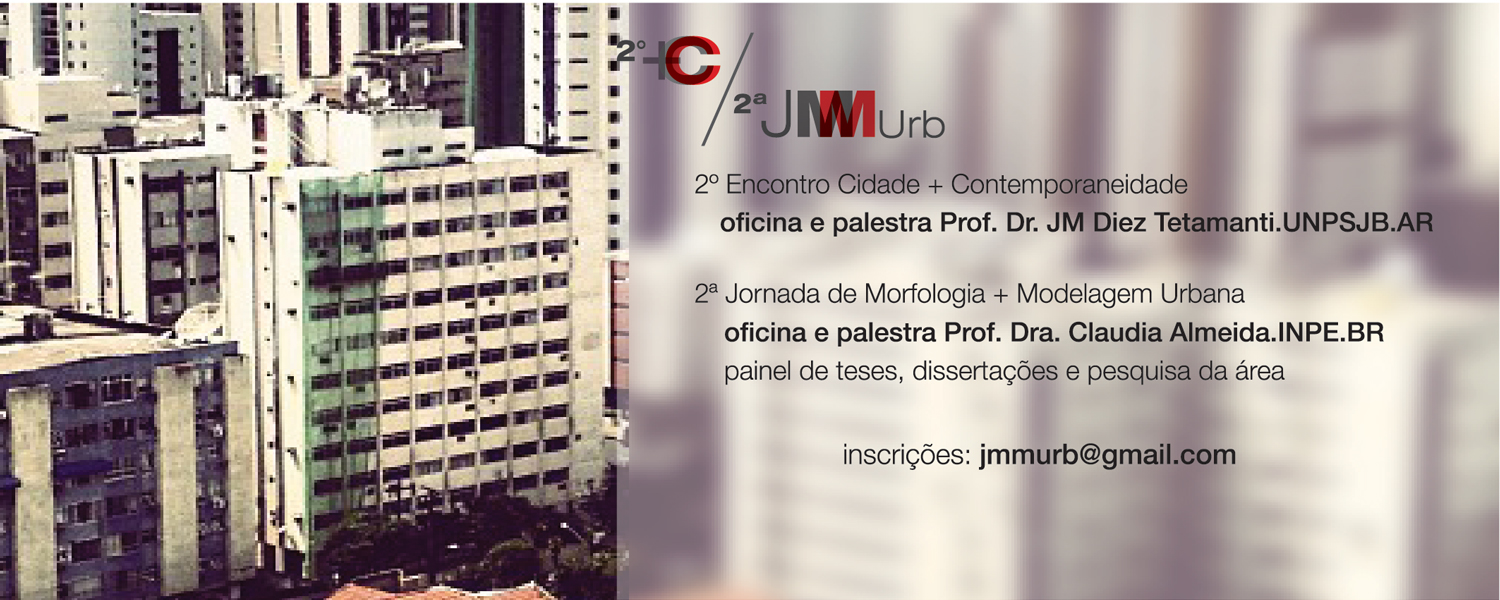 2º +C
2ª JMMUrb
2º Encontro Cidade + Contemporaneidade
oficina e palestra Prof. Dr. JM Diez Tetamanti.UNPSJB.AR
2ª Jornada de Morfologia + Modelagem Urbana
oficina e palestra Prof. Dra. Claudia Almeida.INPE.BR
painel de teses, dissertações e pesquisa da área
inscrições: jmmurb@gmail.com